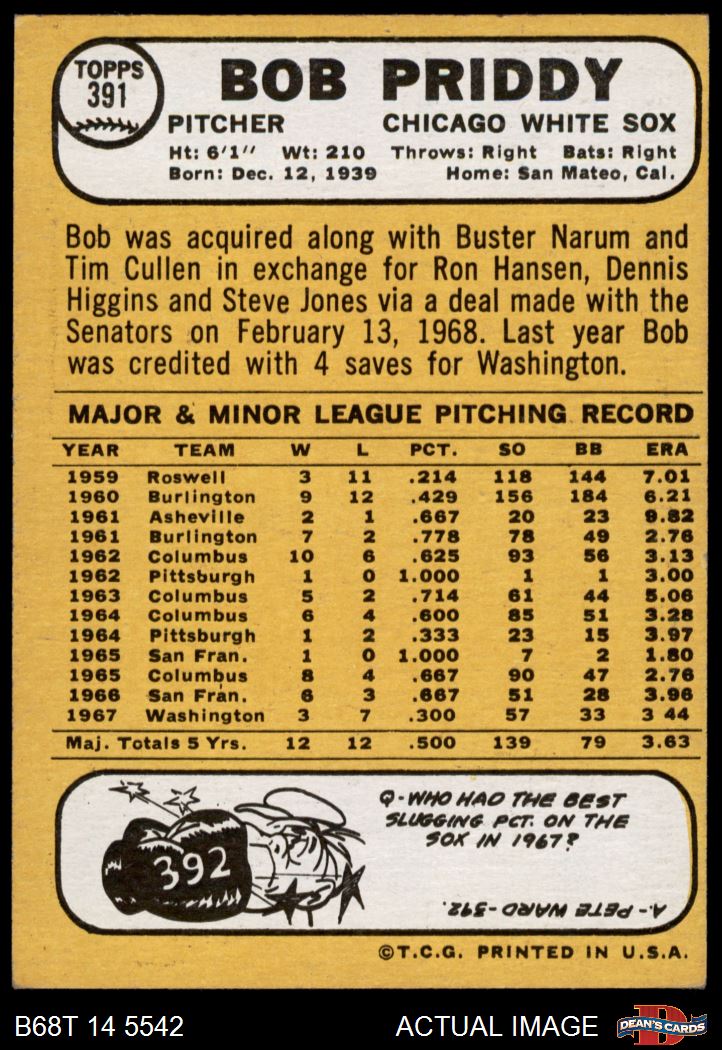 TOPPS
391
BOB PRIDDY
PITCHER CHICAGO WHITE SOX
Ht: 6'1" Wt: 210 Throws: Right Bats: Right
Born: Dec. 12, 1939 Home: San Mateo, Cal.
Bob was acquired along with Buster Narum and
Tim Cullen in exchange for Ron Hansen, Dennis
Higgins and Steve Jones via a deal made with the
Senators on February 13, 1968. Last year Bob
was credited with 4 saves for Washington.
MAJOR & MINOR LEAGUE PITCHING RECORD
YEAR TEAM W L PCT. SO BB ERA
1959 Roswell 3 11 .214 118 144 7.01
1960 Burlington 9 12 .429 156 184 6.21
1961 Asheville 2 1 .667 20 23 9.82
1961 Burlington 7 2 .778 78 49 2.76
1962 Columbus 10 6 .625 93 56 3.13
1962 Pittsburgh 1 0 1.000 1 1 3.00
1963 Columbus 5 2 .714 61 44 5.06
1964 Columbus 6 4 .600 85 51 3.28
1964 Pittsburgh 1 2 .333 23 15 3.97
1965 San Fran. 1 0 1.000 7 2 1.80
1965 Columbus 8 4 .667 90 47 2.76
1966 San Fran. 6 3 .667 51 28 3.96
1967 Washington 3 7 .300 57 33 3 44
Maj. Totals 5 Yrs. 12 12 .500 139 79 3.63
Q-WHO HAD THE BEST
SLUGGING PCT. ON THE
SOX IN 1967?
392
A.- PETE WARD-.392.
©T.C.G. PRINTED IN U.S.A.
B68T 14 5542 ACTUAL IMAGE D DEAN'S CARDS